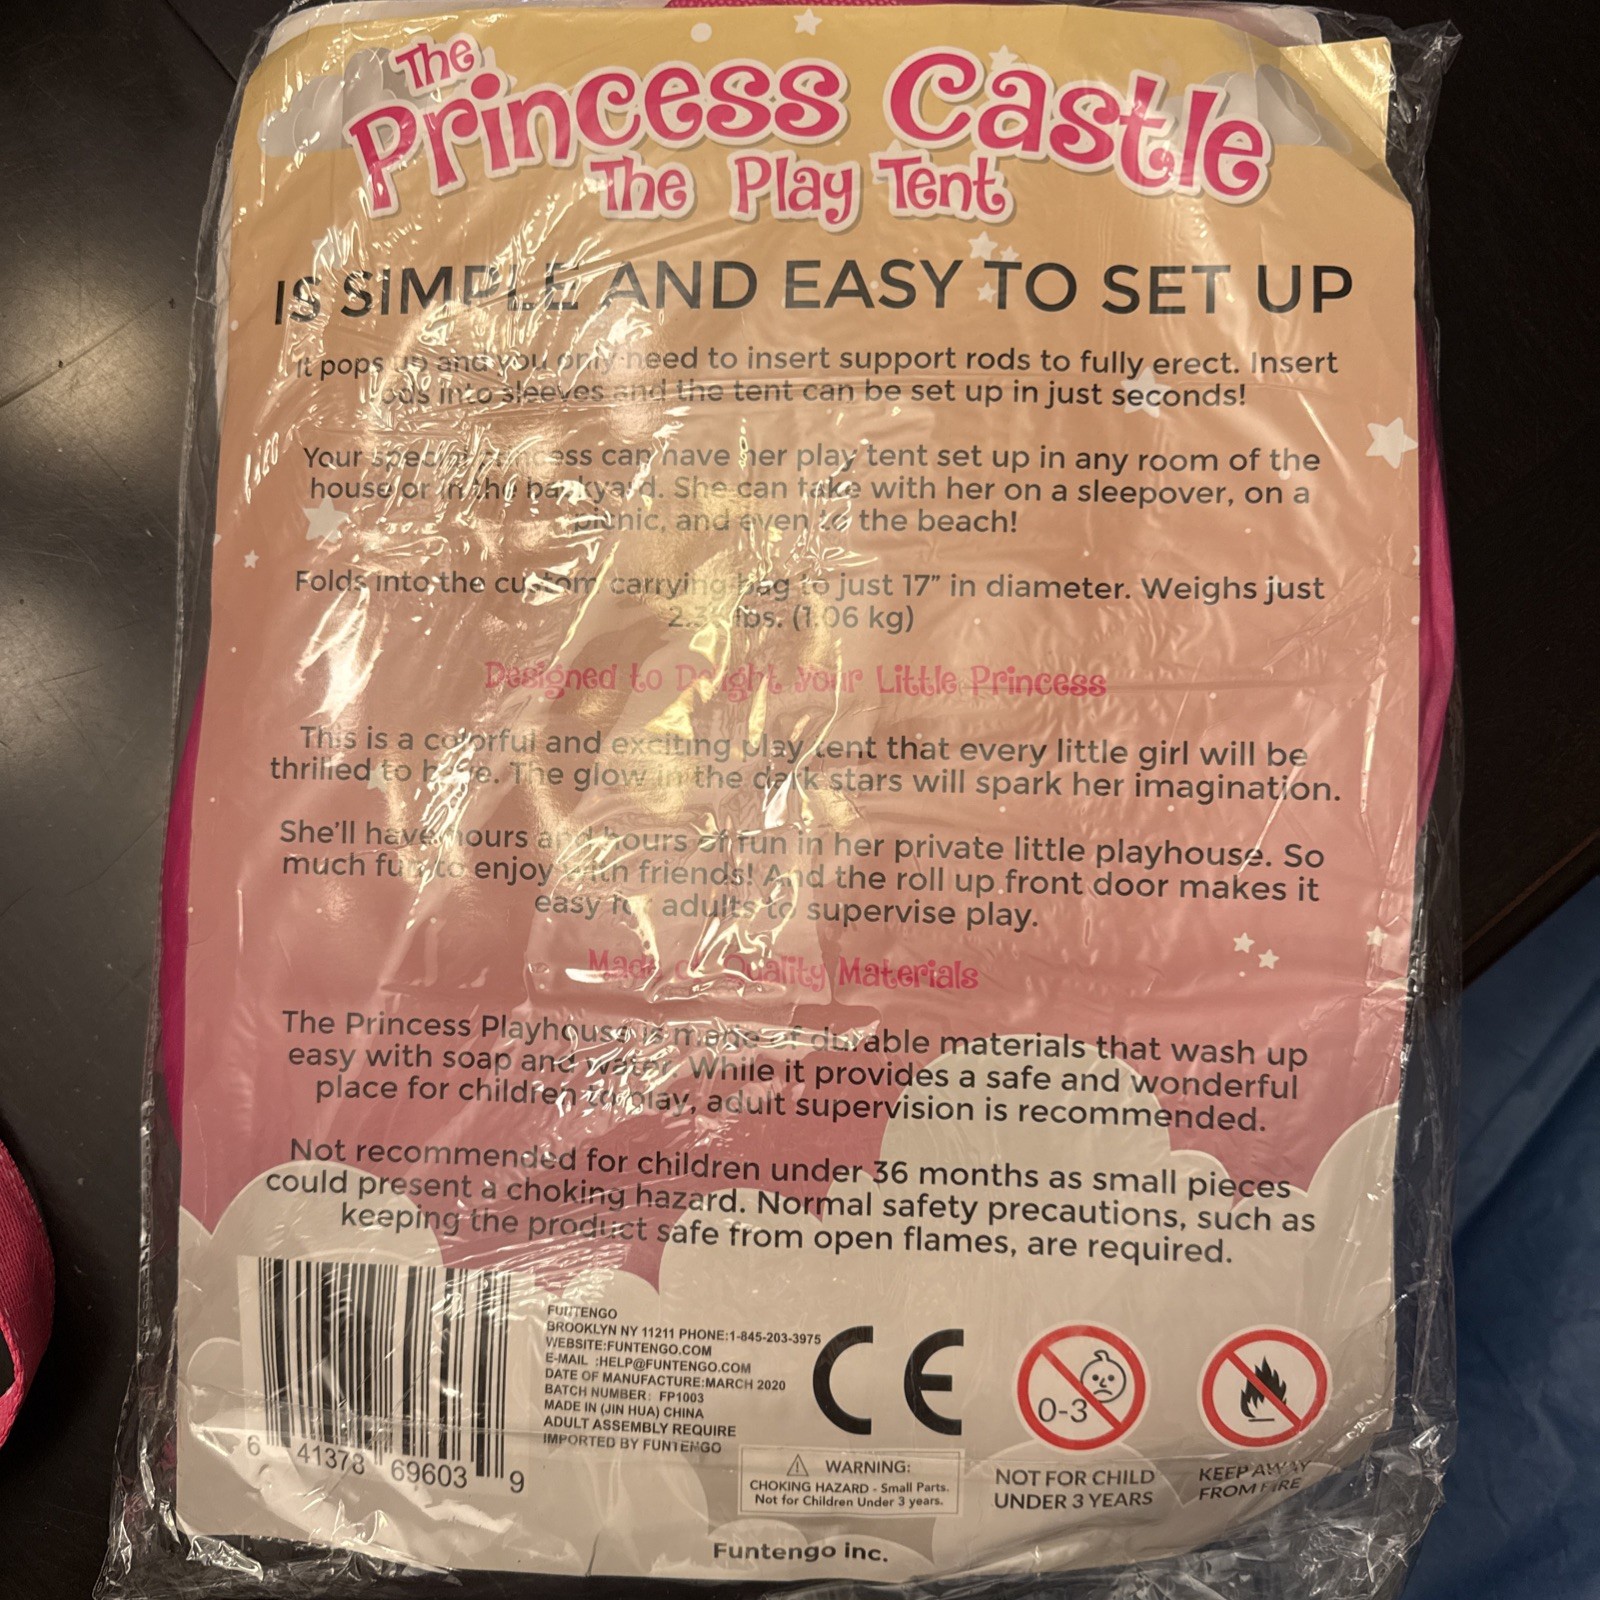 The
Princess Castle
The Play Tent
IS SIMPLE AND EASY TO SET UP
It pops up and you only need to insert support rods to fully erect. Insert
rods into sleeves and the tent can be set up in just seconds!
Your special princess can have her play tent set up in any room of the
house or in the backyard. She can take with her on a sleepover, on a
picnic, and even to the beach!
Folds into the custom carrying bag to just 17" in diameter. Weighs just
lbs. (1.06 kg)
Designed to Delight your Little Princess
This is a colorful and exciting play tent that every little girl will be
thrilled to have. The glow in the dark stars will spark her imagination.
She'll have hours and hours of fun in her private little playhouse. So
much fun to enjoy with friends! And the roll up front door makes it
easy for adults to supervise play.
Made of Quality Materials
The Princess Playhouse is made of durable materials that wash up
easy with soap and water. While it provides a safe and wonderful
place for children to play, adult supervision is recommended.
Not recommended for children under 36 months as small pieces
could present a choking hazard. Normal safety precautions, such as
keeping the product safe from open flames, are required.
6 41378 69603 9
FUNTENGO
BROOKLYN NY 11211 PHONE:1-845-203-3975
WEBSITE:FUNTENGO.COM
E-MAIL :HELP@FUNTENGO.COM
DATE OF MANUFACTURE:MARCH 2020
BATCH NUMBER: FP1003
MADE IN (JIN HUA) CHINA
ADULT ASSEMBLY REQUIRE
IMPORTED BY FUNTENGO
CE
WARNING:
CHOKING HAZARD - Small Parts.
Not for Children Under 3 years.
0-3
NOT FOR CHILD
UNDER 3 YEARS
KEEP AWAY
FROM FIRE
Funtengo inc.